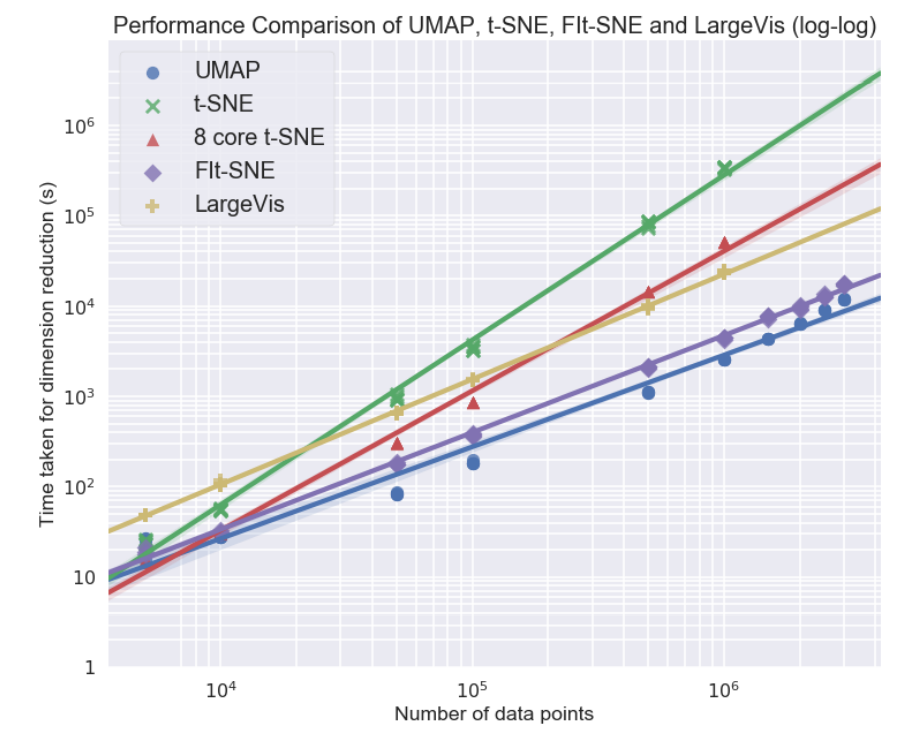 Performance Comparison of UMAP, t-SNE, FIt-SNE and LargeVis (log-log)
UMAP
t-SNE
8 core t-SNE
FIt-SNE
LargeVis
Time taken for dimension reduction (s)
10⁶
10⁵
10⁴
10³
10²
10
1
10⁴ 10⁵ 10⁶
Number of data points